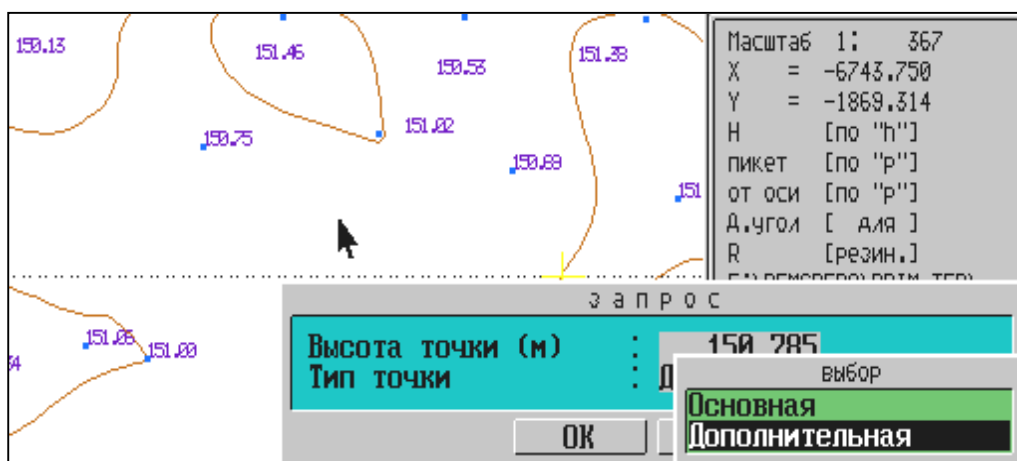 150.13
151.46
150.53
151.38
150.75
151.02
150.69
151
151.06
151.00
Масштаб 1: 367
X = -6743.750
Y = -1869.314
H [по "h"]
пикет [по "p"]
от оси [по "p"]
Д.угол [ для ]
R [резин.]
запрос
Высота точки (м) : 150.285
Тип точки : Д
выбор
Основная
Дополнительная
OK